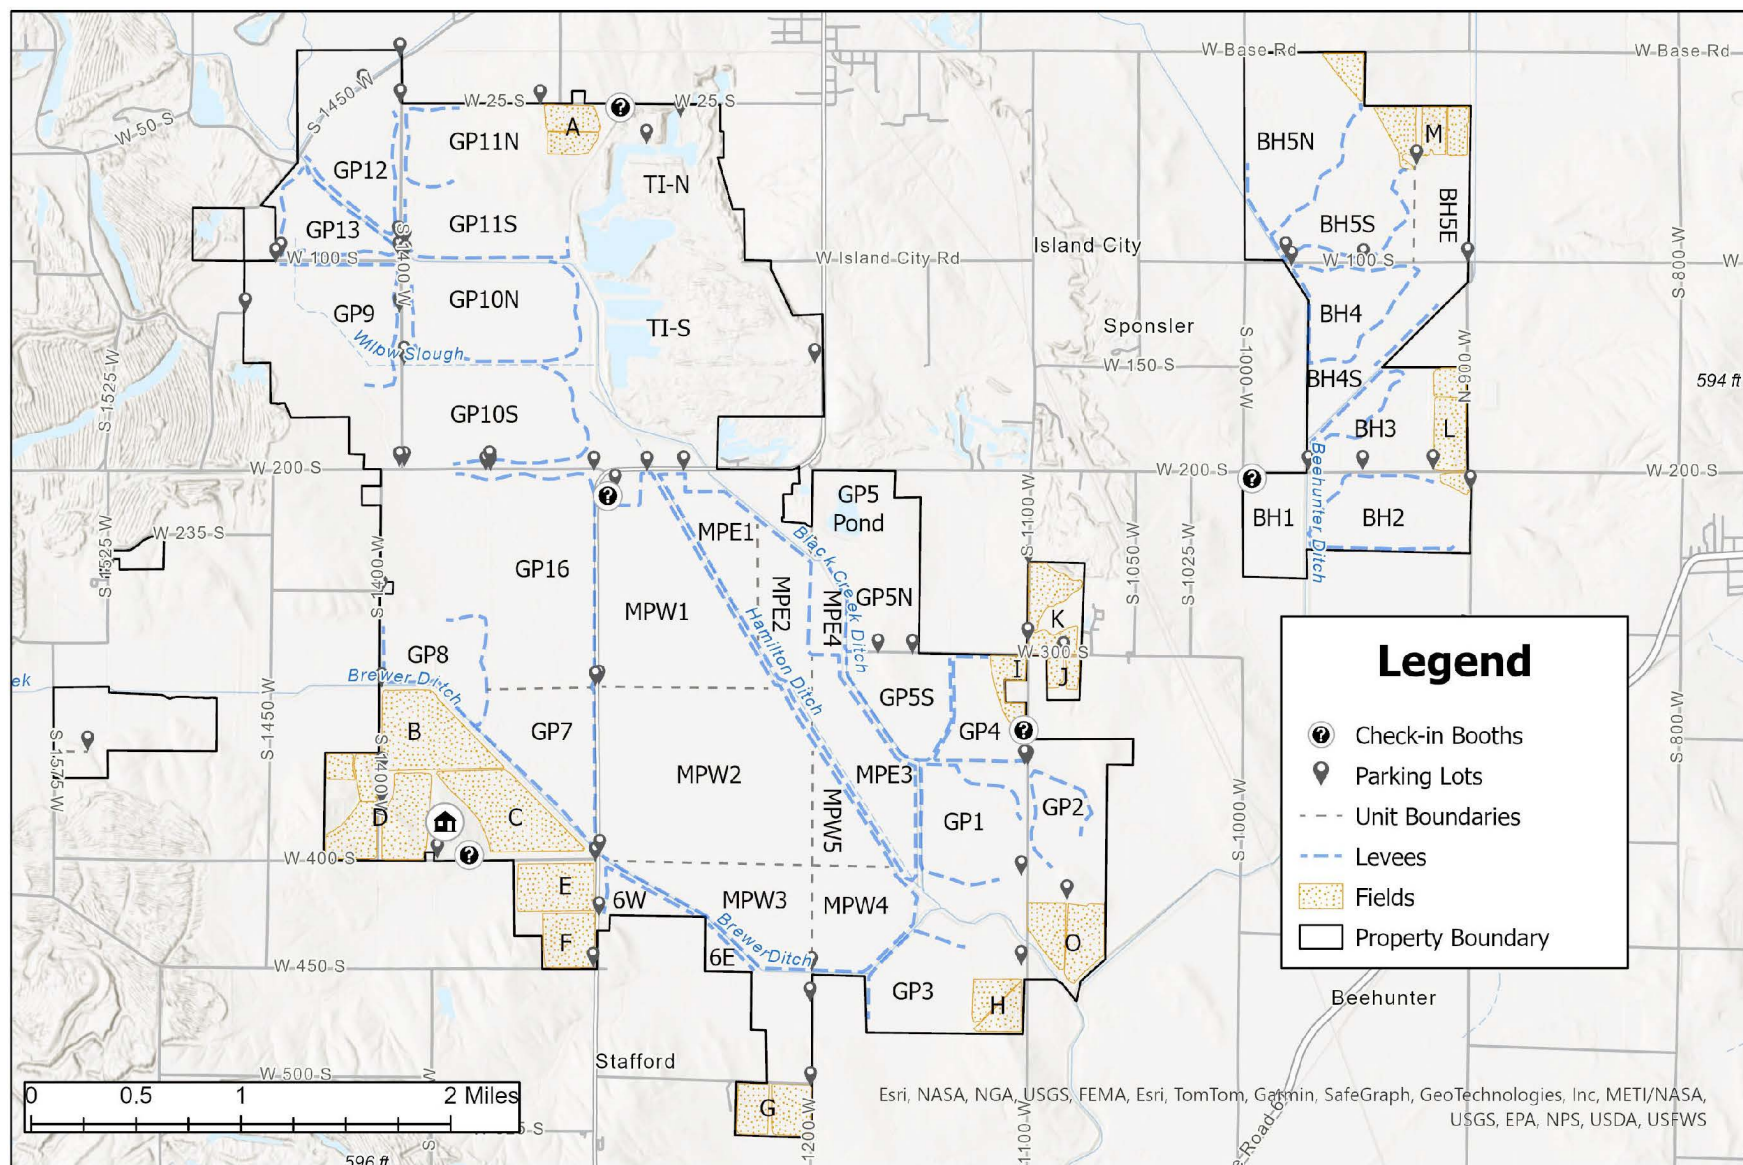 W Base Rd
W Base Rd
S 1450 W
W 50 S
W 25 S
W 25 S
A
M
GP11N
BH5N
GP12
TI-N
GP13
GP11S
BH5S
BH5E
S 1400 W
W 100 S
Island City
W Island City Rd
W 100 S
S-800-W
W
GP9
GP10N
BH4
TI-S
Sponsler
Willow Slough
W 150 S
S-1525-W
S 1000 W
BH4S
S 1090 W
594 ft
GP10S
BH3
L
W 200 S
W 200 S
W 200 S
Beehunter Ditch
GP5
Pond
BH1
BH2
W 235 S
MPE1
Black Creek Ditch
S-1100-W
S-1050-W
S-1025-W
S-1525-W
S-1400-W
GP16
MPE2
MPE4
GP5N
MPW1
K
Hamilton Ditch
W 300 S
GP8
I
J
ek
Brewer Ditch
GP5S
S-1450-W
B
GP7
GP4
S-800-W
S-1575-W
S-1400-W
MPW2
MPE3
MPW5
GP2
D
C
GP1
S-1000-W
W 400 S
E
6W
MPW3
MPW4
F
O
Brewer Ditch
6E
W 450 S
GP3
H
Beehunter
Stafford
W 500 S
G
1200-W
1100-W
S
596 ft
Legend
Check-in Booths
Parking Lots
Unit Boundaries
Levees
Fields
Property Boundary
0 0.5 1 2 Miles
Esri, NASA, NGA, USGS, FEMA, Esri, TomTom, Garmin, SafeGraph, GeoTechnologies, Inc, METI/NASA,
USGS, EPA, NPS, USDA, USFWS